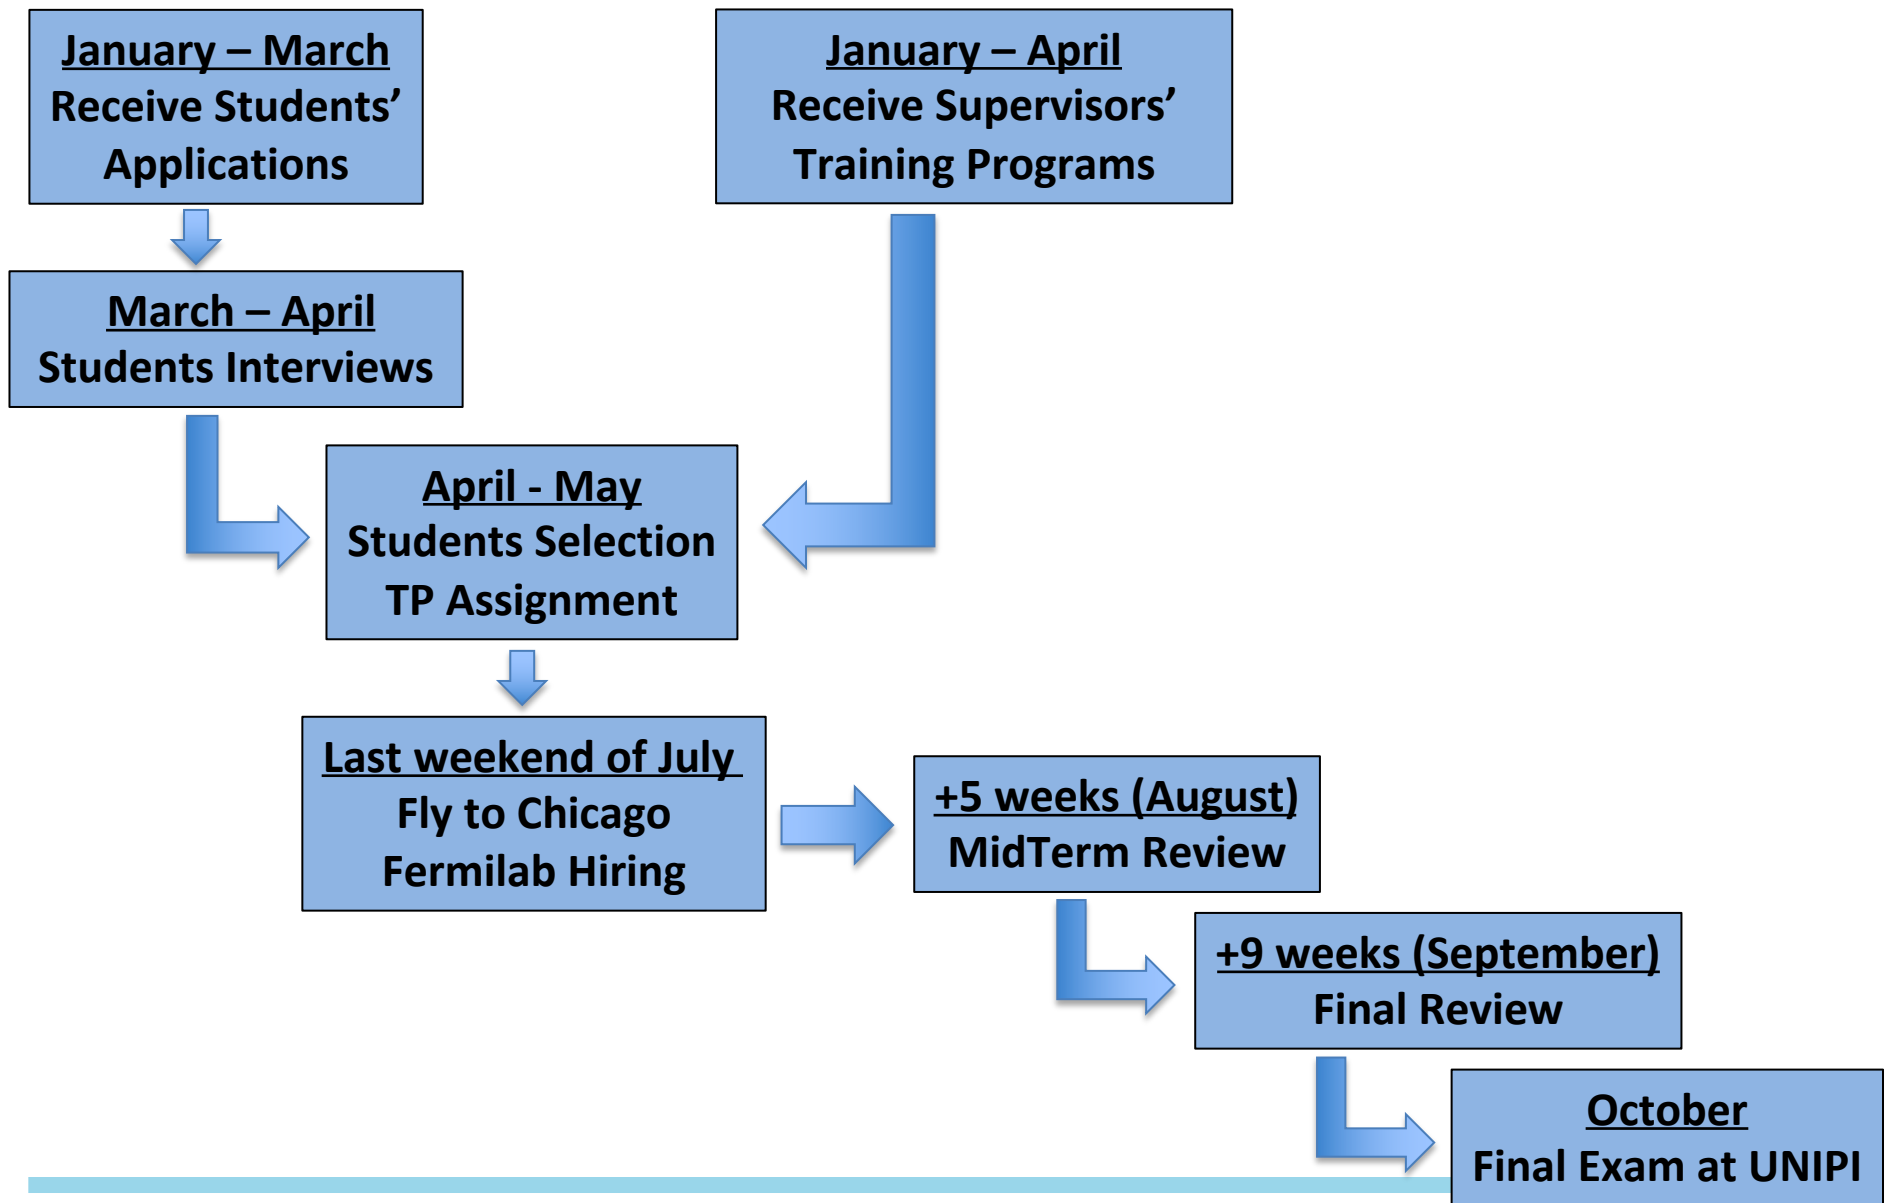 January – March
Receive Students’
Applications
January – April
Receive Supervisors’
Training Programs
March – April
Students Interviews
April - May
Students Selection
TP Assignment
Last weekend of July
Fly to Chicago
Fermilab Hiring
+5 weeks (August)
MidTerm Review
+9 weeks (September)
Final Review
October
Final Exam at UNIPI